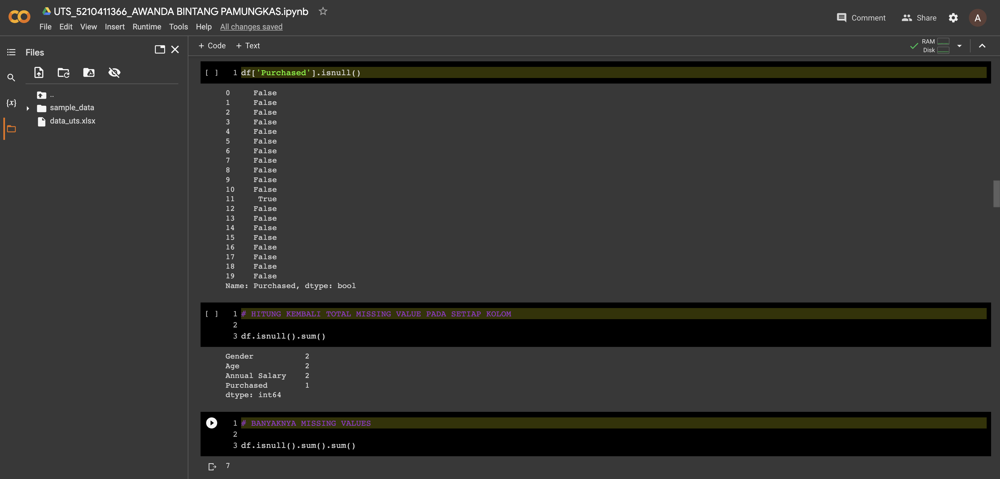 UTS_5210411366_AWANDA BINTANG PAMUNGKAS.ipynb
File Edit View Insert Runtime Tools Help All changes saved
Comment Share A
Files
+ Code + Text
RAM
Disk
..
sample_data
data_uts.xlsx
{x}
[ ] 1 df['Purchased'].isnull()
0 False
1 False
2 False
3 False
4 False
5 False
6 False
7 False
8 False
9 False
10 False
11 True
12 False
13 False
14 False
15 False
16 False
17 False
18 False
19 False
Name: Purchased, dtype: bool
[ ] 1 # HITUNG KEMBALI TOTAL MISSING VALUE PADA SETIAP KOLOM
2
3 df.isnull().sum()
Gender 2
Age 2
Annual Salary 2
Purchased 1
dtype: int64
1 # BANYAKNYA MISSING VALUES
2
3 df.isnull().sum().sum()
7